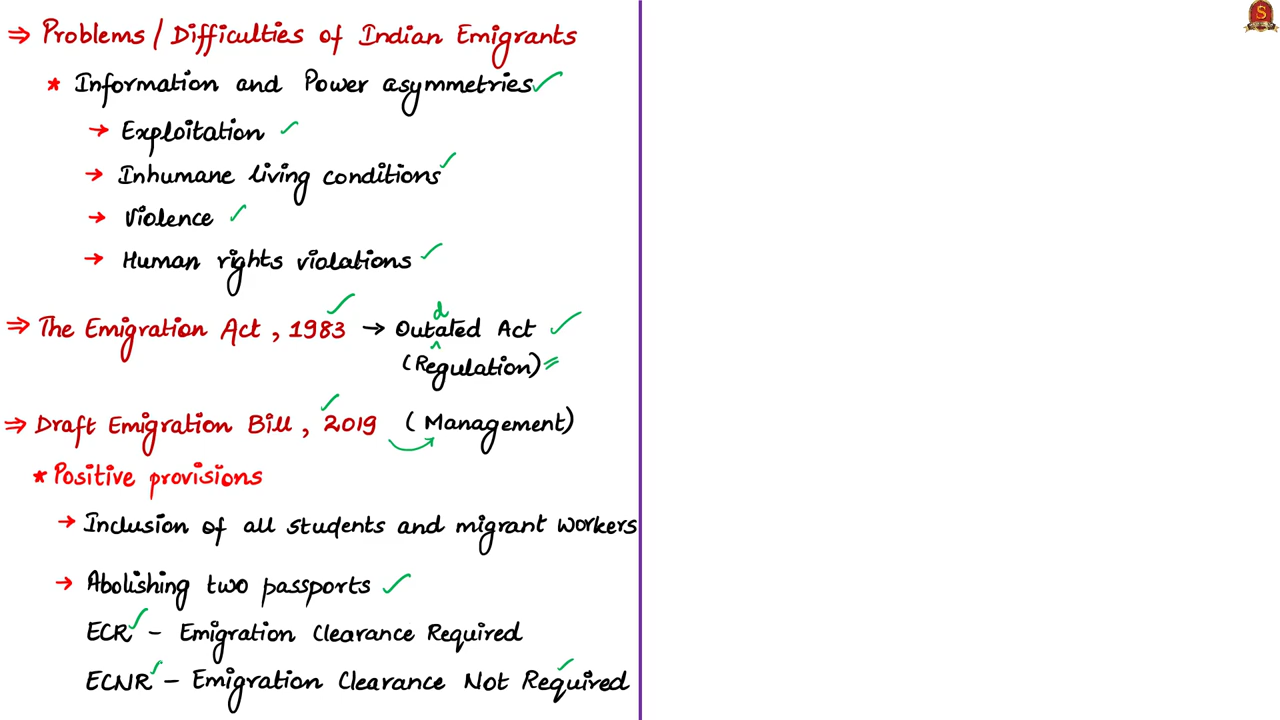 ⇒ Problems / Difficulties of Indian Emigrants
* Information and Power asymmetries ✓
→ Exploitation ✓
→ Inhumane living conditions ✓
→ Violence ✓
→ Human rights violations ✓
⇒ The Emigration Act, 1983 ✓ → Outated Act ✓
d
^
(Regulation) =
⇒ Draft Emigration Bill, 2019 ✓ (Management)
* Positive provisions
→ Inclusion of all students and migrant workers
→ Abolishing two passports ✓
ECR ✓ - Emigration Clearance Required
ECNR ✓ - Emigration Clearance Not Required ✓
S